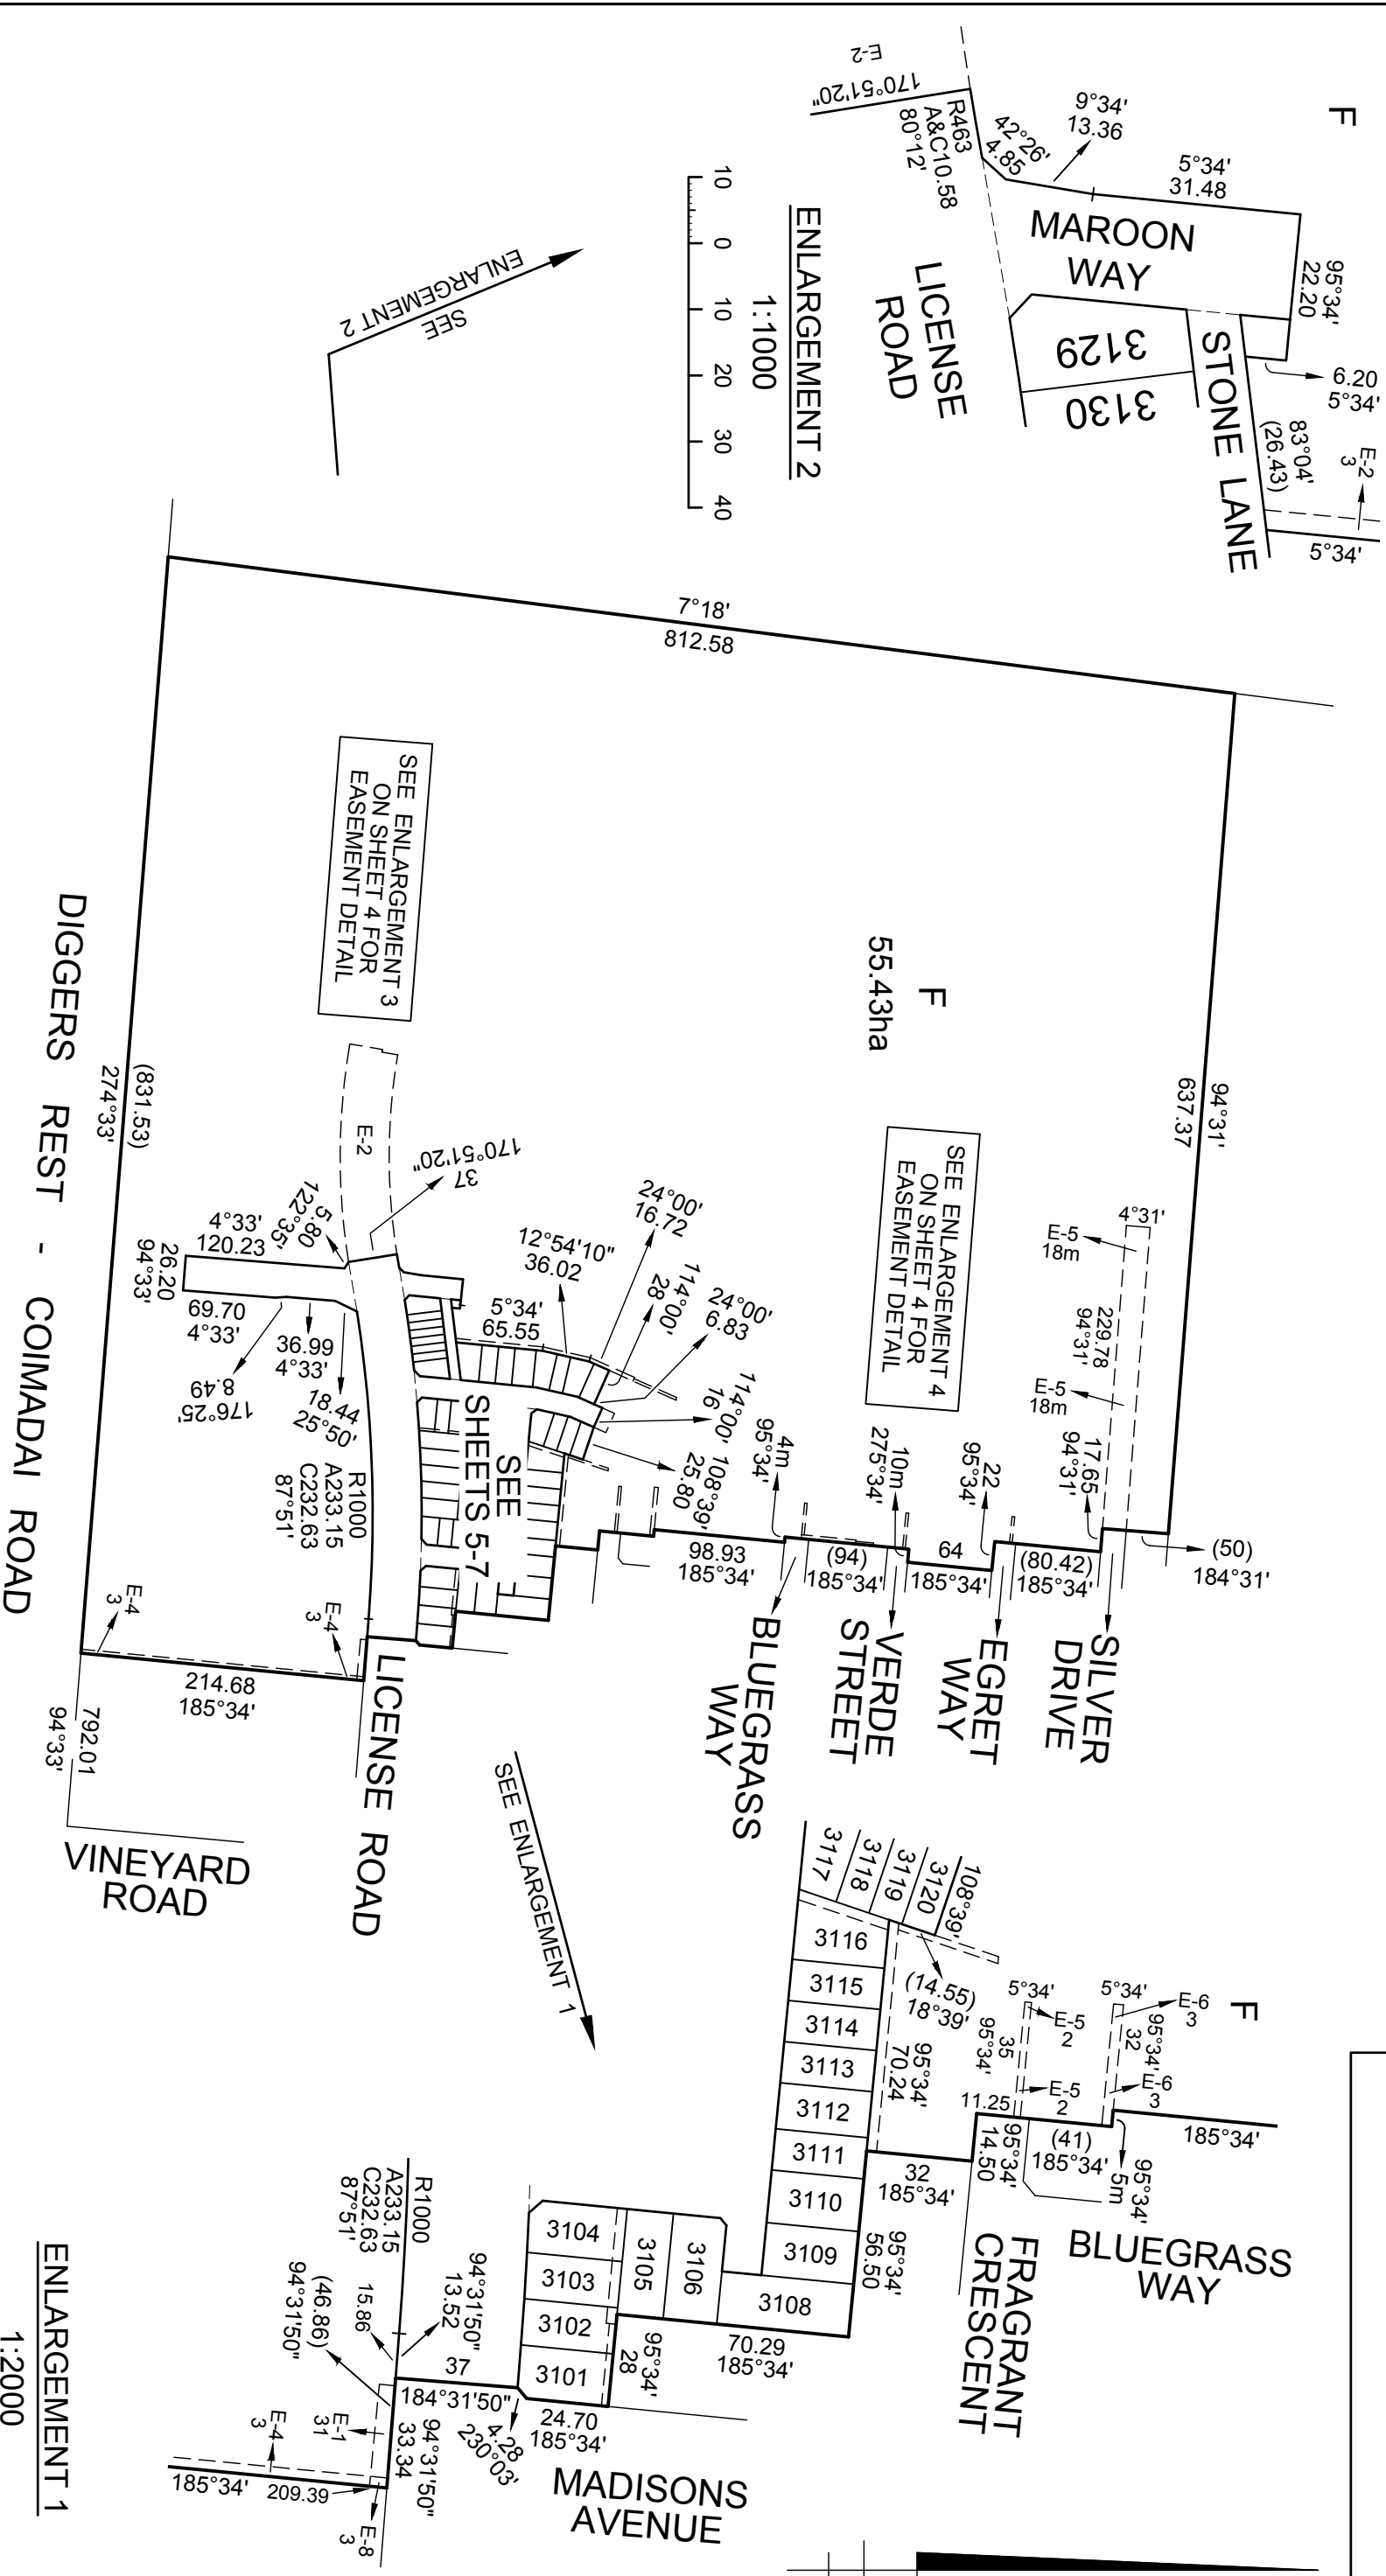 F
E-2
170°51'20"
R463
A&C10.58
80°12'
42°26'
4.85
9°34'
13.36
5°34'
31.48
95°34'
22.20
6.20
5°34'
83°04'
(26.43)
E-2
3
5°34'
MAROON
WAY
LICENSE
ROAD
3129
3130
STONE LANE
ENLARGEMENT 2
1:1000
10 0 10 20 30 40
SEE
ENLARGEMENT 2
7°18'
812.58
SEE ENLARGEMENT 3
ON SHEET 4 FOR
EASEMENT DETAIL
F
55.43ha
SEE ENLARGEMENT 4
ON SHEET 4 FOR
EASEMENT DETAIL
94°31'
637.37
(831.53)
274°33'
DIGGERS REST - COIMADAI ROAD
E-2
170°51'20"
37
5.80
122°35'
4°33'
120.23
26.20
94°33'
69.70
4°33'
8.49
176°25'
36.99
4°33'
18.44
25°50'
R1000
A233.15
C232.63
87°51'
5°34'
65.55
12°54'10"
36.02
24°00'
16.72
114°00'
28
24°00'
6.83
114°00'
16
108°39'
25.80
SEE
SHEETS 5-7
4m
95°34'
10m
275°34'
22
95°34'
4°31'
E-5
18m
229.78
94°31'
E-5
18m
17.65
94°31'
(50)
184°31'
(80.42)
185°34'
64
185°34'
(94)
185°34'
98.93
185°34'
SILVER
DRIVE
EGRET
WAY
VERDE
STREET
BLUEGRASS
WAY
E-4
3
E-4
3
214.68
185°34'
LICENSE ROAD
792.01
94°33'
VINEYARD
ROAD
SEE ENLARGEMENT 1
3117
3118
3119
3120
108°39'
3116
3115
3114
3113
3112
3111
3110
3109
3108
(14.55)
18°39'
95°34'
70.24
5°34'
E-5
2
35
95°34'
E-5
2
11.25
F
5°34'
E-6
3
95°34'
32
E-6
3
185°34'
95°34'
5m
(41)
185°34'
95°34'
14.50
32
185°34'
95°34'
56.50
BLUEGRASS
WAY
FRAGRANT
CRESCENT
3104
3103
3102
3101
3105
3106
70.29
185°34'
95°34'
28
R1000
A233.15
C232.63
87°51'
94°31'50"
13.52
15.86
(46.86)
94°31'50"
37
184°31'50"
4.28
230°03'
24.70
185°34'
94°31'50"
33.34
E-1
31
E-4
3
185°34'
209.39
E-8
3
MADISONS
AVENUE
ENLARGEMENT 1
1:2000